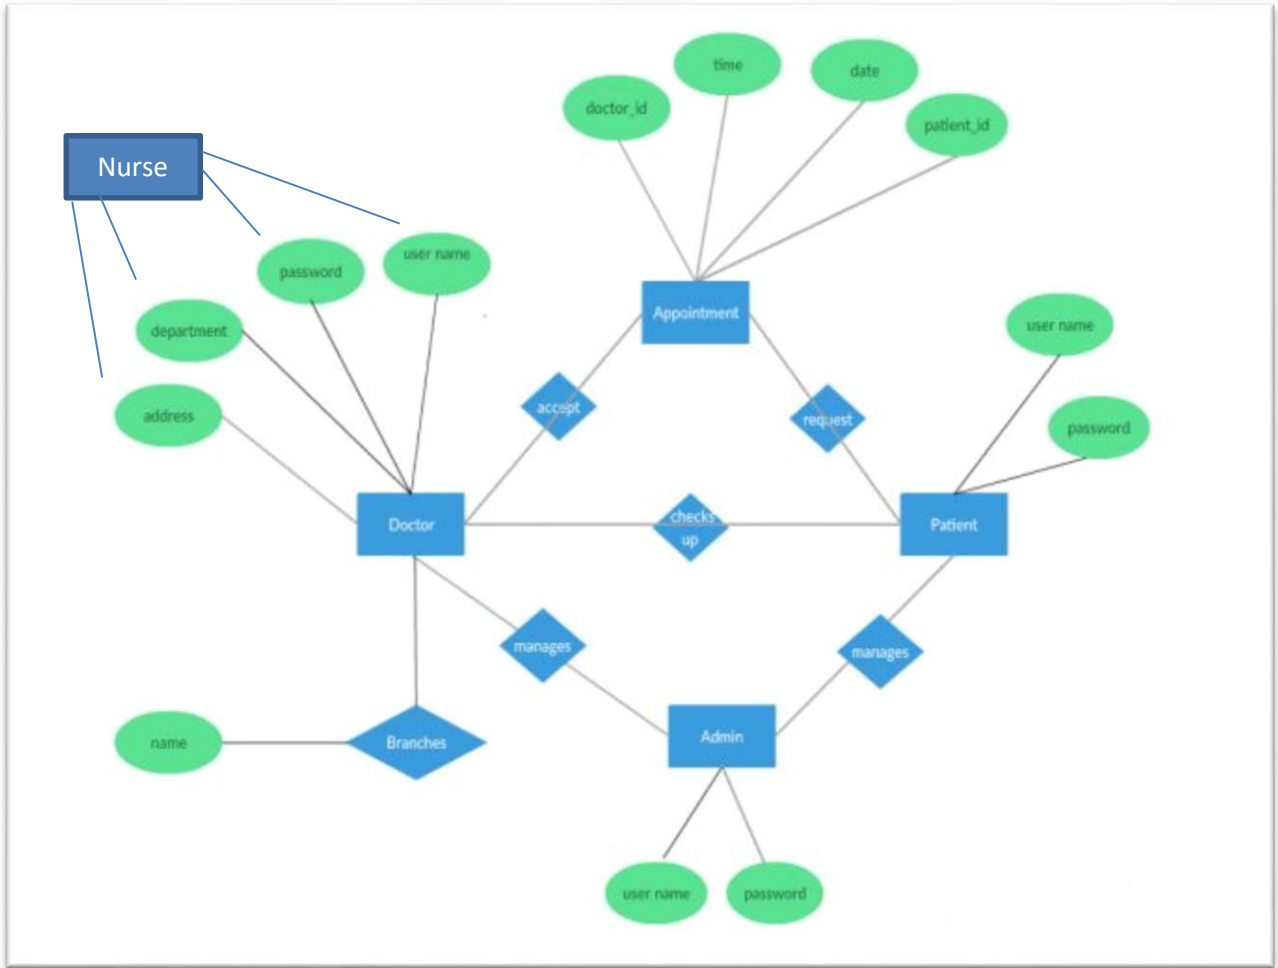 time
date
doctor_id
patient_id
Nurse
user name
password
department
address
Appointment
user name
password
accept
request
Doctor
checks
up
Patient
manages
manages
name
Branches
Admin
user name
password